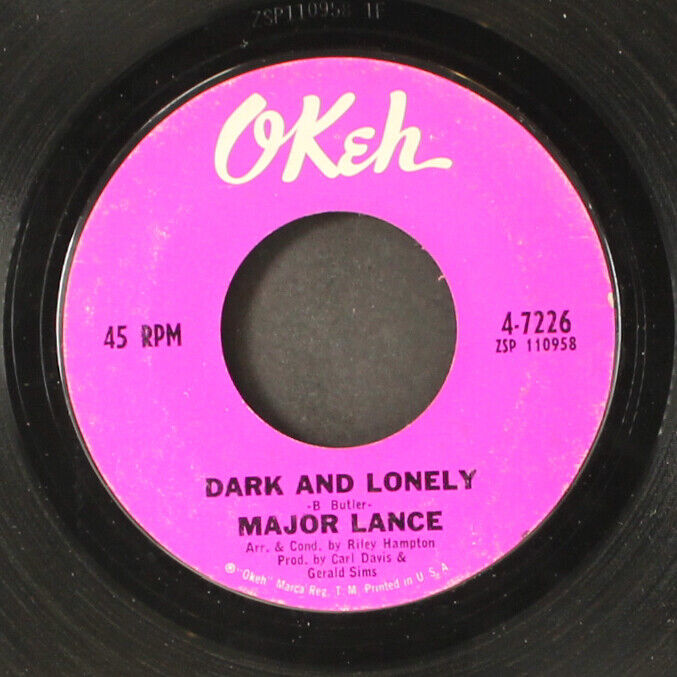 ZSP110958 1F
OKeh
45 RPM
4-7226
ZSP 110958
DARK AND LONELY
-B Butler-
MAJOR LANCE
Arr. & Cond. by Riley Hampton
Prod. by Carl Davis &
Gerald Sims
® "Okeh" Marca Reg. T. M. Printed in U.S.A.